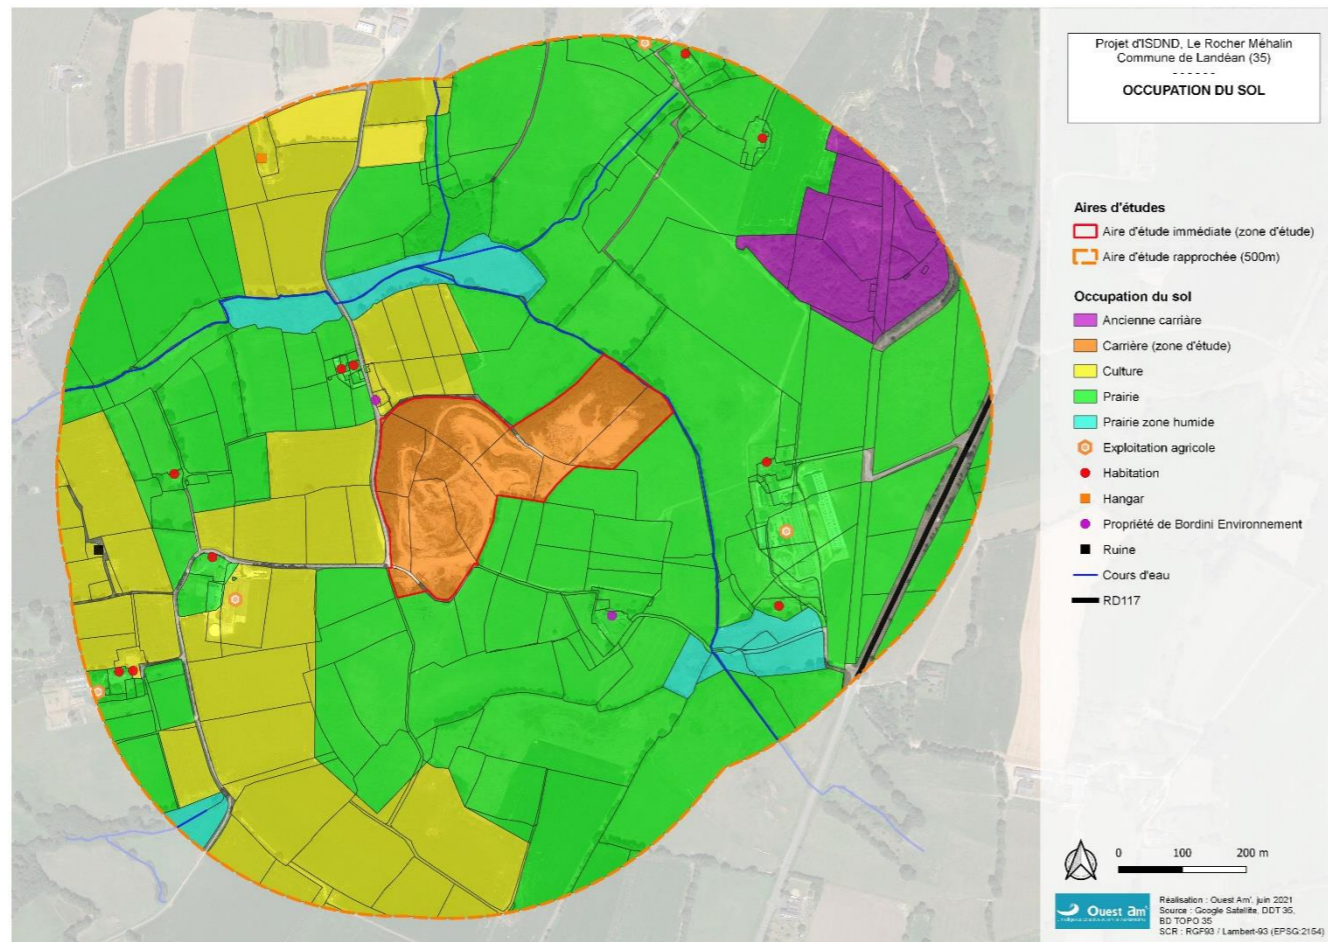 Projet d'ISDND, Le Rocher Méhalin
Commune de Landéan (35)
- - - - - -
OCCUPATION DU SOL
Aires d'études
Aire d'étude immédiate (zone d'étude)
Aire d'étude rapprochée (500m)
Occupation du sol
Ancienne carrière
Carrière (zone d'étude)
Culture
Prairie
Prairie zone humide
Exploitation agricole
Habitation
Hangar
Propriété de Bordini Environnement
Ruine
Cours d'eau
RD117
0 100 200 m
Ouest am'
Réalisation : Ouest Am', juin 2021
Source : Google Satellite, DDT 35,
BD TOPO 35
SCR : RGF93 / Lambert-93 (EPSG:2154)